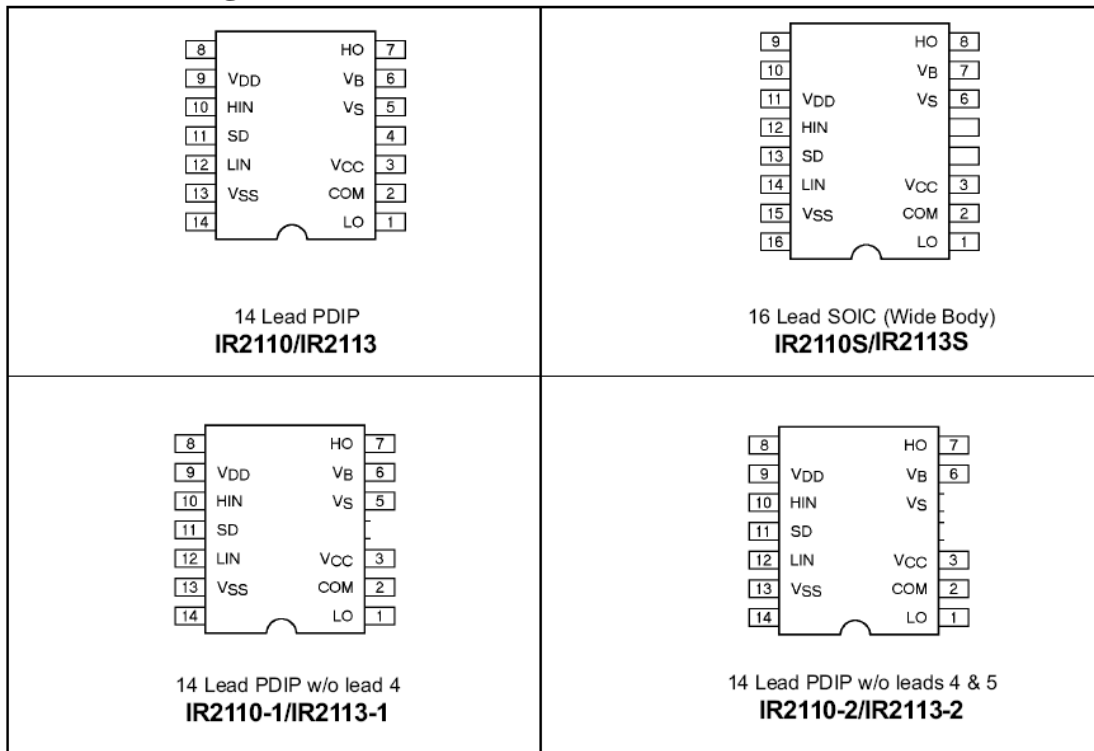 8 HO 7
9 VDD VB 6
10 HIN VS 5
11 SD 4
12 LIN VCC 3
13 VSS COM 2
14 LO 1
14 Lead PDIP
IR2110/IR2113
9 HO 8
10 VB 7
11 VDD VS 6
12 HIN
13 SD
14 LIN VCC 3
15 VSS COM 2
16 LO 1
16 Lead SOIC (Wide Body)
IR2110S/IR2113S
8 HO 7
9 VDD VB 6
10 HIN VS 5
11 SD
12 LIN VCC 3
13 VSS COM 2
14 LO 1
14 Lead PDIP w/o lead 4
IR2110-1/IR2113-1
8 HO 7
9 VDD VB 6
10 HIN VS
11 SD
12 LIN VCC 3
13 VSS COM 2
14 LO 1
14 Lead PDIP w/o leads 4 & 5
IR2110-2/IR2113-2